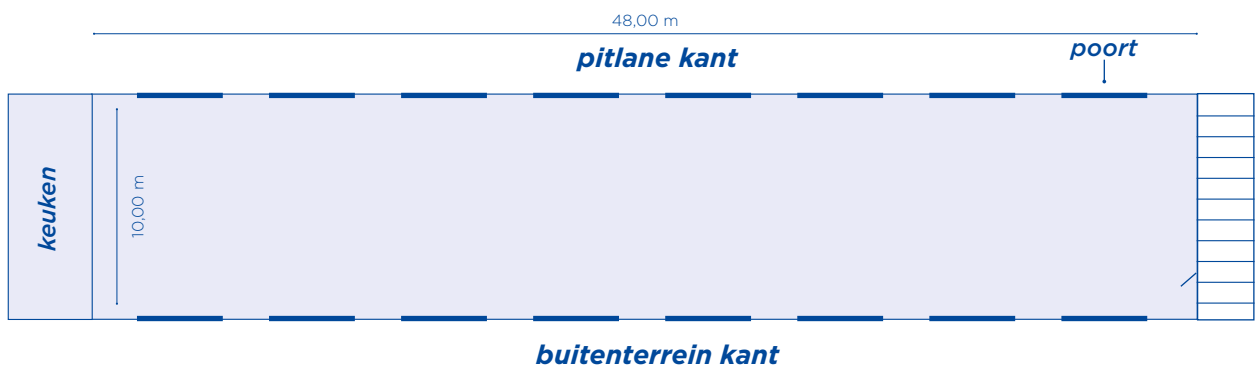 48,00 m
pitlane kant
poort
keuken
10,00 m
buitenterrein kant